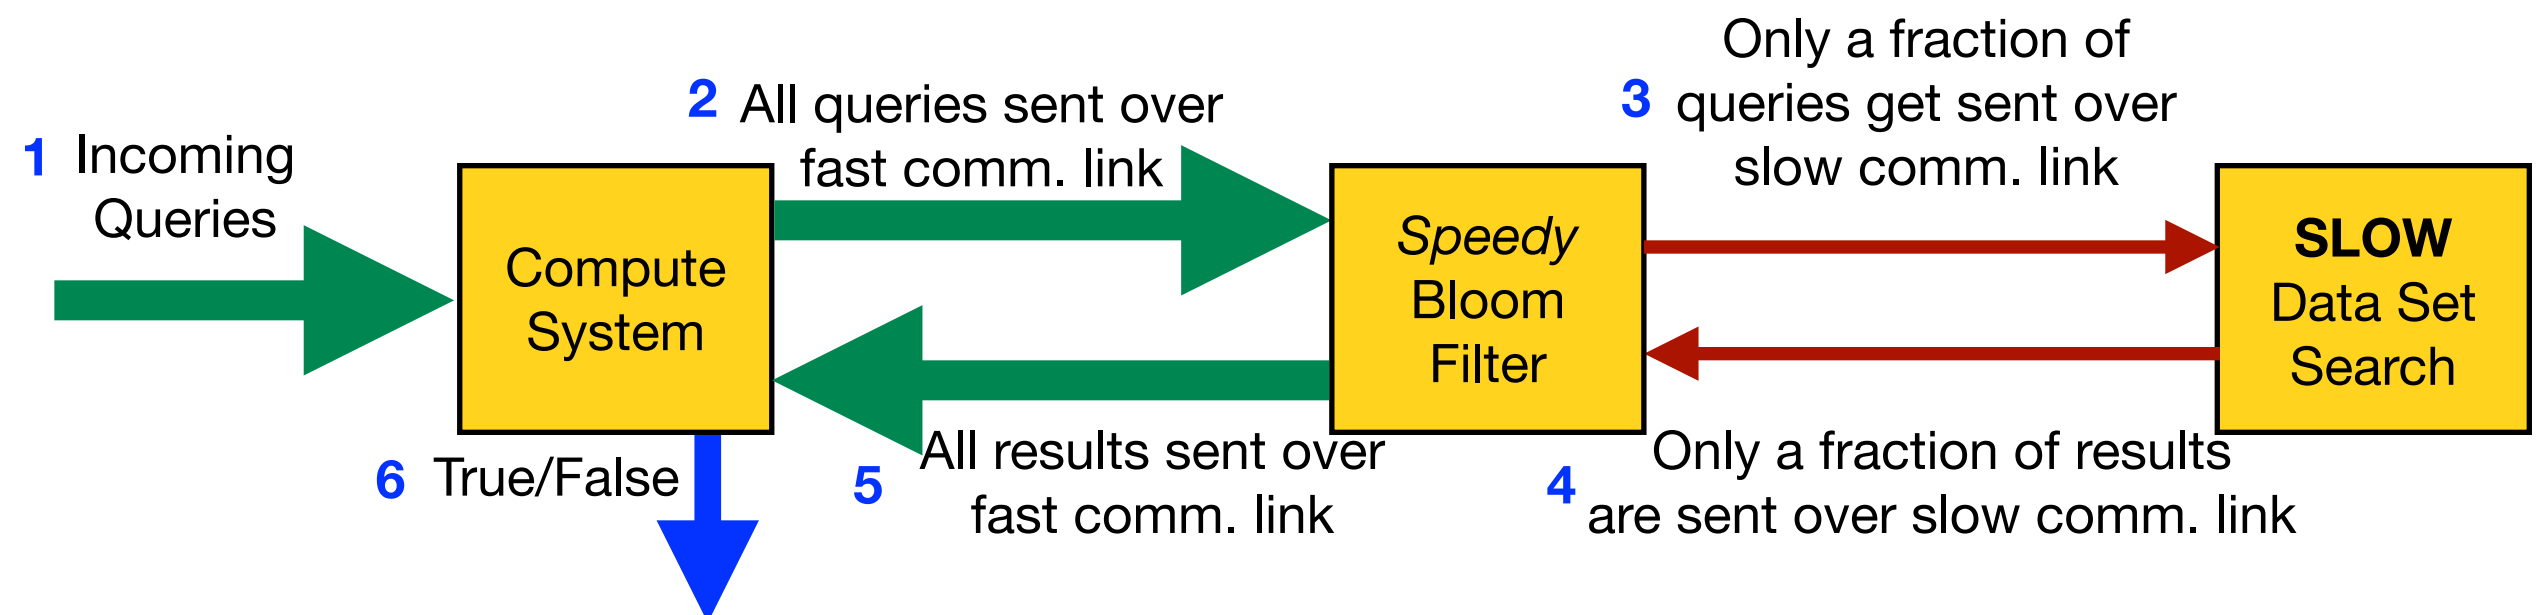 1 Incoming
Queries
Compute
System
2 All queries sent over
fast comm. link
Speedy
Bloom
Filter
Only a fraction of
3 queries get sent over
slow comm. link
SLOW
Data Set
Search
4 Only a fraction of results
are sent over slow comm. link
5 All results sent over
fast comm. link
6 True/False